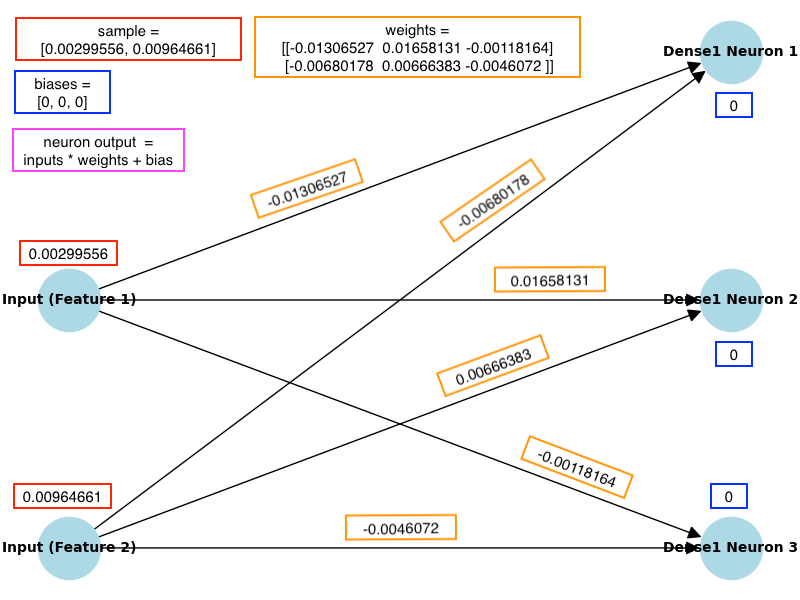 sample =
[0.00299556, 0.00964661]
weights =
[[-0.01306527  0.01658131 -0.00118164]
[-0.00680178  0.00666383 -0.0046072 ]]
biases =
[0, 0, 0]
neuron output  =
inputs * weights + bias
Dense1 Neuron 1
0
-0.01306527
-0.00680178
0.00299556
Input (Feature 1)
0.01658131
Dense1 Neuron 2
0
0.00666383
-0.00118164
0.00964661
Input (Feature 2)
-0.0046072
0
Dense1 Neuron 3